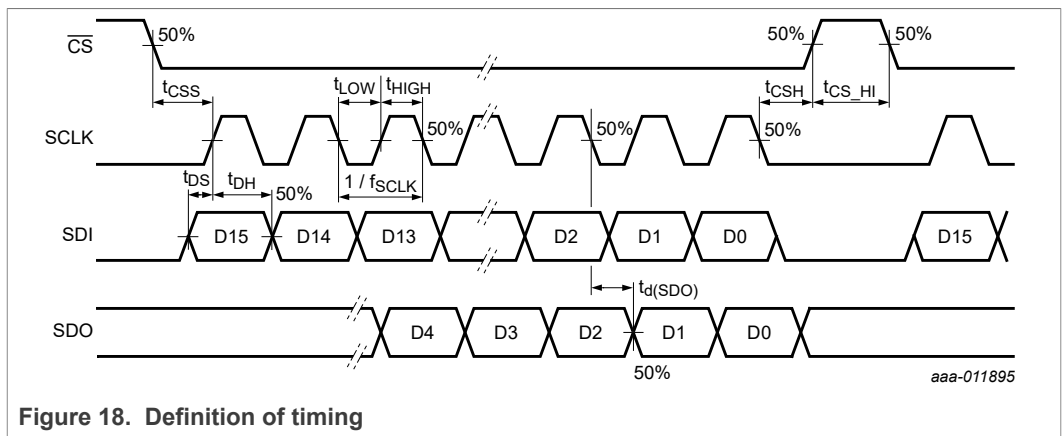 CS
50%
50%
50%
tCSS
tLOW
tHIGH
tCSH
tCS_HI
SCLK
50%
50%
50%
tDS
tDH
50%
1 / fSCLK
SDI
D15
D14
D13
D2
D1
D0
D15
td(SDO)
SDO
D4
D3
D2
D1
D0
50%
aaa-011895
Figure 18. Definition of timing